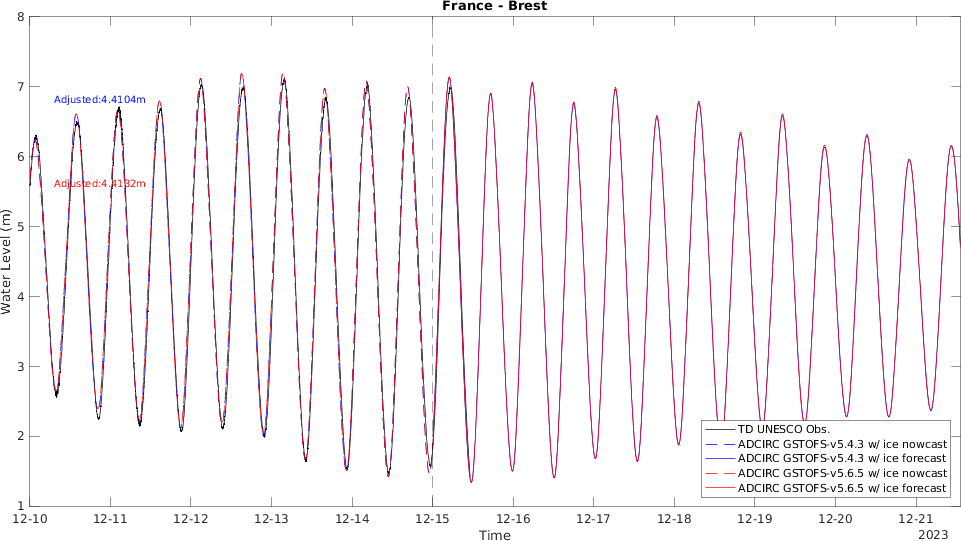 France - Brest
8
7
6
5
4
3
2
1
Water Level (m)
Adjusted:4.4104m
Adjusted:4.4132m
TD UNESCO Obs.
ADCIRC GSTOFS-v5.4.3 w/ ice nowcast
ADCIRC GSTOFS-v5.4.3 w/ ice forecast
ADCIRC GSTOFS-v5.6.5 w/ ice nowcast
ADCIRC GSTOFS-v5.6.5 w/ ice forecast
12-10 12-11 12-12 12-13 12-14 12-15 12-16 12-17 12-18 12-19 12-20 12-21
Time
2023